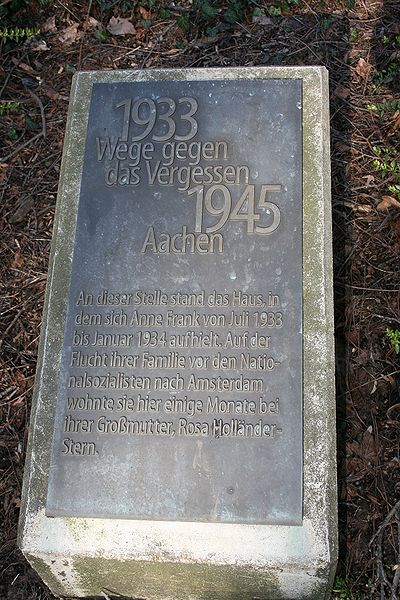 1933
Wege gegen
das Vergessen
1945
Aachen
An dieser Stelle stand das Haus, in
dem sich Anne Frank von Juli 1933
bis Januar 1934 aufhielt. Auf der
Flucht ihrer Familie vor den Natio-
nalsozialisten nach Amsterdam
wohnte sie hier einige Monate bei
ihrer Großmutter, Rosa Holländer-
Stern.